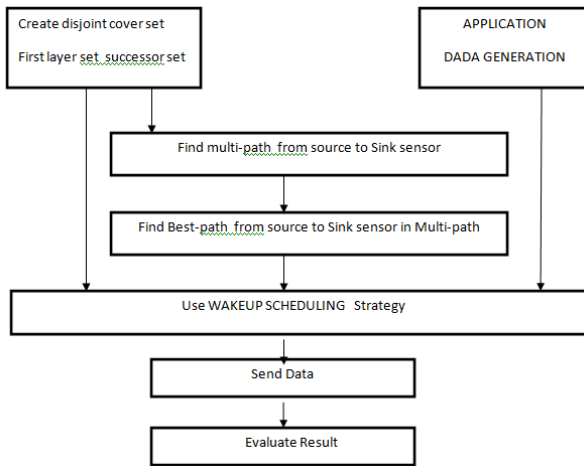 Create disjoint cover set
First layer set successor set
APPLICATION
DADA GENERATION
Find multi-path from source to Sink sensor
Find Best-path from source to Sink sensor in Multi-path
Use WAKEUP SCHEDULING Strategy
Send Data
Evaluate Result